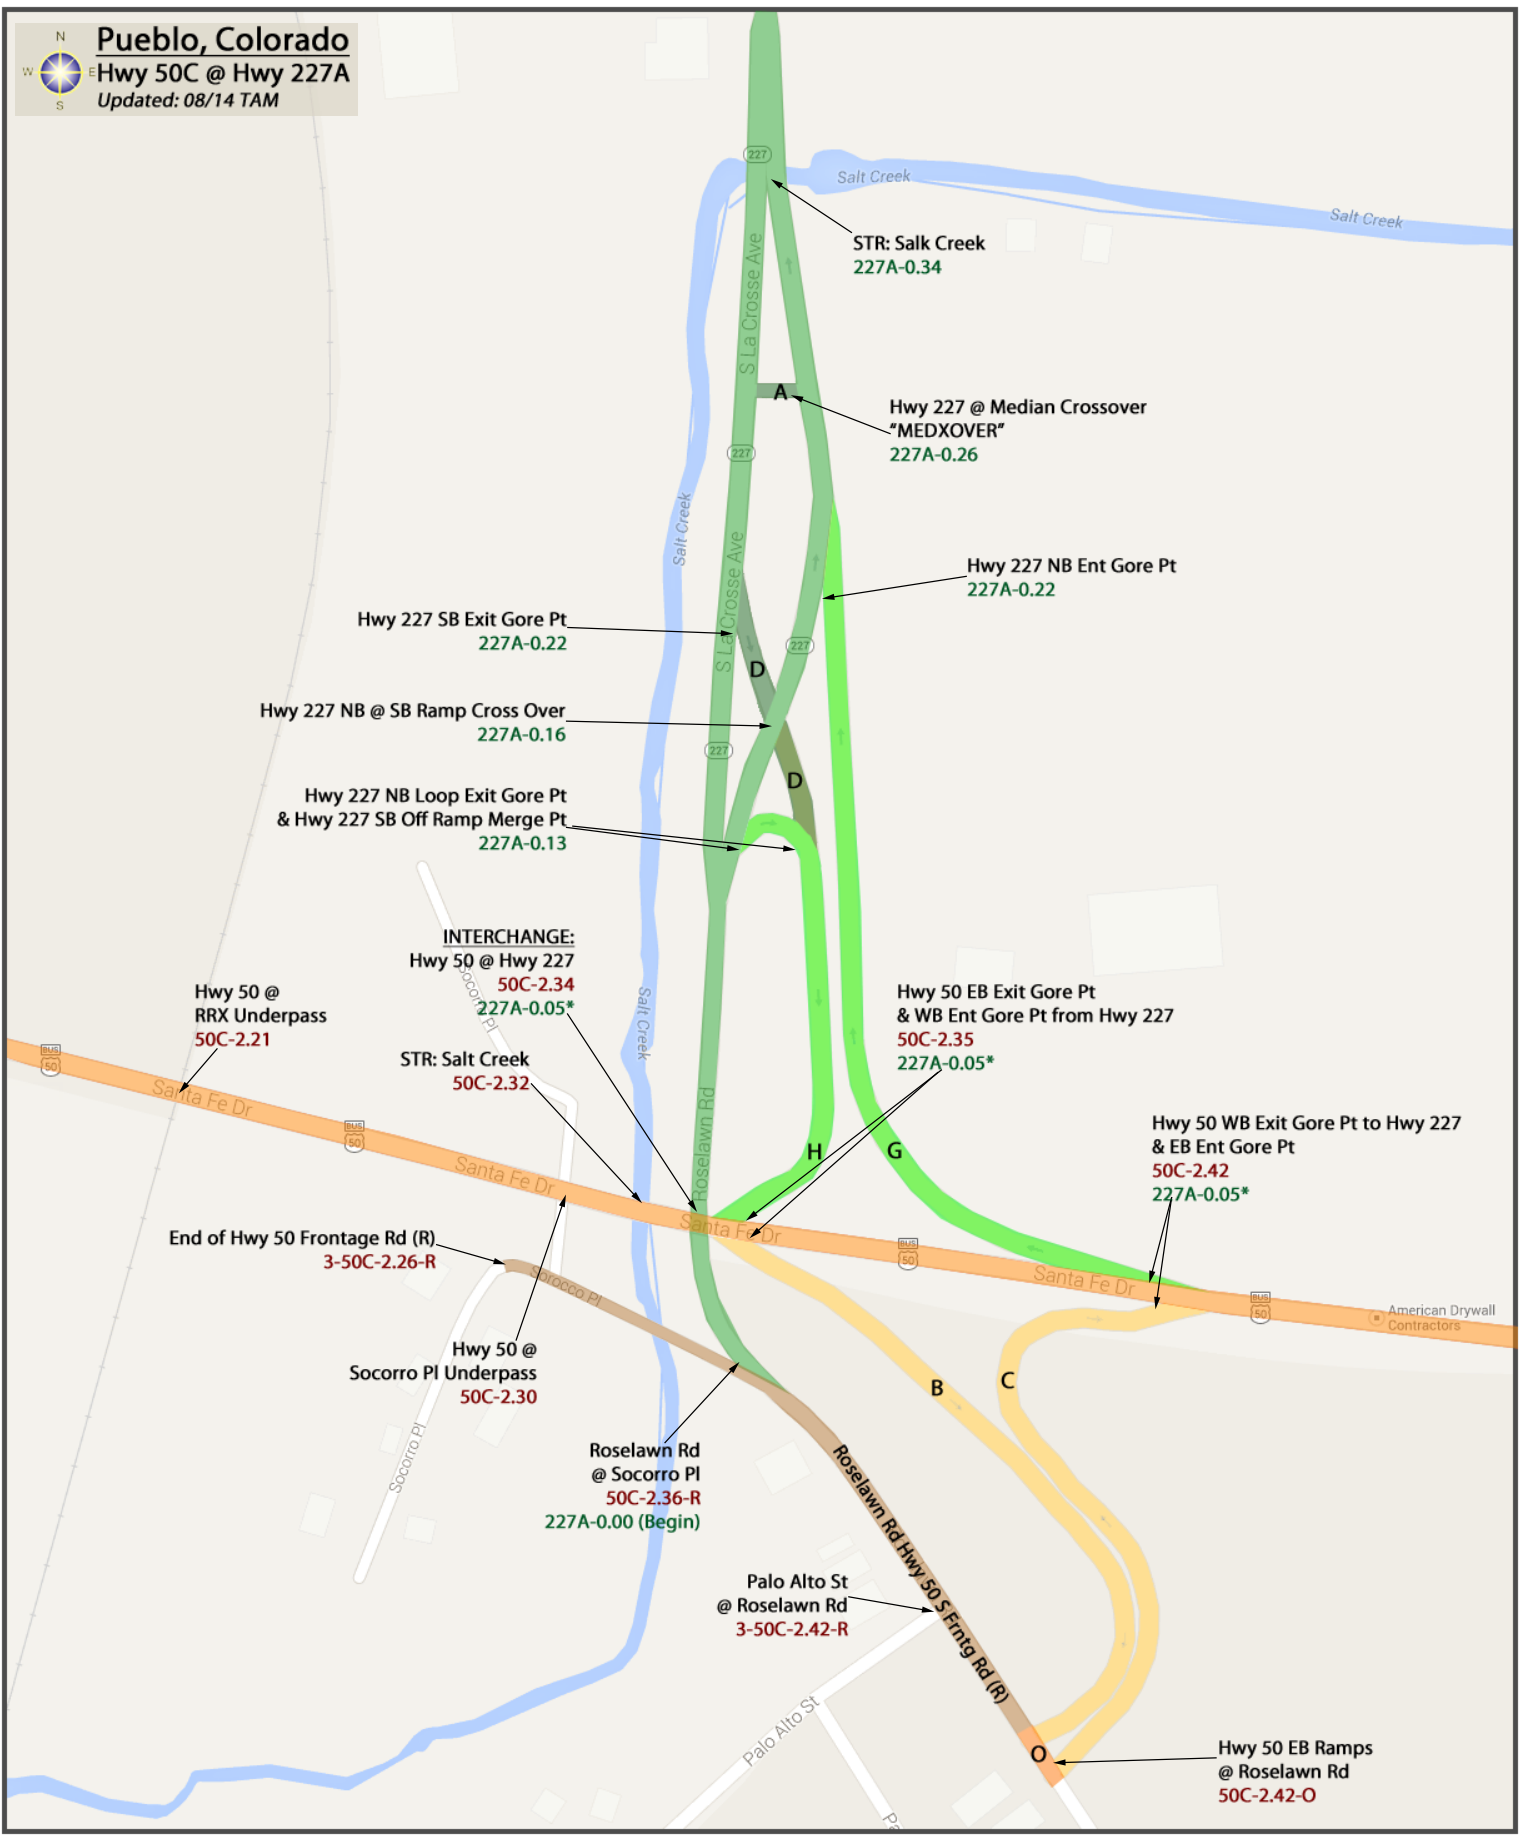 N
W E
S
Pueblo, Colorado
Hwy 50C @ Hwy 227A
Updated: 08/14 TAM
227
Salt Creek
Salt Creek
STR: Salk Creek
227A-0.34
S La Crosse Ave
A
Hwy 227 @ Median Crossover
“MEDXOVER”
227A-0.26
227
Salt Creek
S La Crosse Ave
Hwy 227 NB Ent Gore Pt
227A-0.22
Hwy 227 SB Exit Gore Pt
227A-0.22
227
D
Hwy 227 NB @ SB Ramp Cross Over
227A-0.16
227
D
Hwy 227 NB Loop Exit Gore Pt
& Hwy 227 SB Off Ramp Merge Pt
227A-0.13
INTERCHANGE:
Hwy 50 @ Hwy 227
50C-2.34
227A-0.05*
Socorro Pl
Salt Creek
Hwy 50 @
RRX Underpass
50C-2.21
Hwy 50 EB Exit Gore Pt
& WB Ent Gore Pt from Hwy 227
50C-2.35
227A-0.05*
STR: Salt Creek
50C-2.32
BUS
50
Santa Fe Dr
BUS
50
Santa Fe Dr
Roselawn Rd
H
G
Hwy 50 WB Exit Gore Pt to Hwy 227
& EB Ent Gore Pt
50C-2.42
227A-0.05*
Santa Fe Dr
BUS
50
Santa Fe Dr
BUS
50
American Drywall
Contractors
End of Hwy 50 Frontage Rd (R)
3-50C-2.26-R
Sorocco Pl
Hwy 50 @
Socorro Pl Underpass
50C-2.30
B
C
Socorro Pl
Roselawn Rd
@ Socorro Pl
50C-2.36-R
227A-0.00 (Begin)
Roselawn Rd Hwy 50 S Frntg Rd (R)
Palo Alto St
@ Roselawn Rd
3-50C-2.42-R
Palo Alto St
O
Hwy 50 EB Ramps
@ Roselawn Rd
50C-2.42-O
Pa